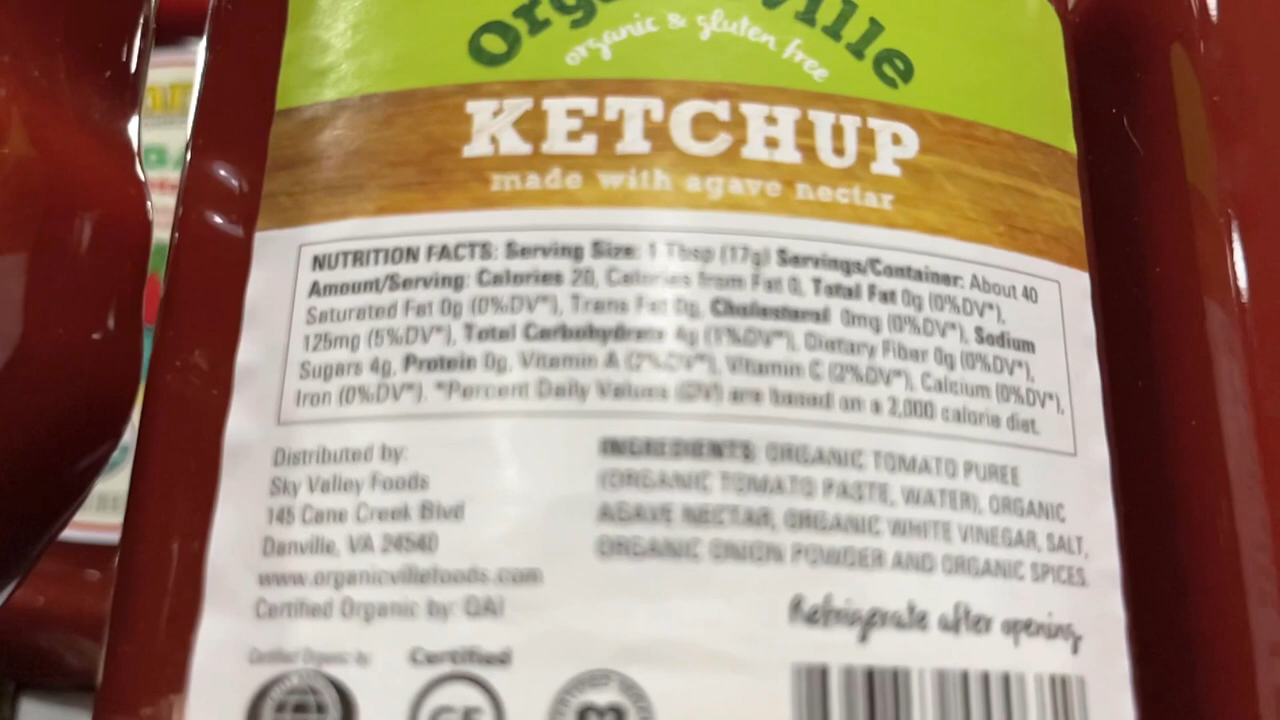 organic & gluten free
KETCHUP
made with agave nectar
NUTRITION FACTS: Serving Size: 1 Tbsp (17g) Servings/Container: About 40
Amount/Serving: Calories 20, Calories from Fat 0, Total Fat 0g (0%DV*),
Saturated Fat 0g (0%DV*), Trans Fat 0g, Cholesterol 0mg (0%DV*), Sodium
125mg (5%DV*), Total Carbohydrate 4g (1%DV*), Dietary Fiber 0g (0%DV*),
Sugars 4g, Protein 0g, Vitamin A (2%DV*), Vitamin C (2%DV*), Calcium (0%DV*),
Iron (0%DV*). *Percent Daily Values (DV) are based on a 2,000 calorie diet.
Distributed by:
Sky Valley Foods
145 Cane Creek Blvd
Danville, VA 24540
www.organicvillefoods.com
Certified Organic by: QAI
INGREDIENTS: ORGANIC TOMATO PUREE
(ORGANIC TOMATO PASTE, WATER), ORGANIC
AGAVE NECTAR, ORGANIC WHITE VINEGAR, SALT,
ORGANIC ONION POWDER AND ORGANIC SPICES.
Refrigerate after opening
Certified Organic by
Certified
GF